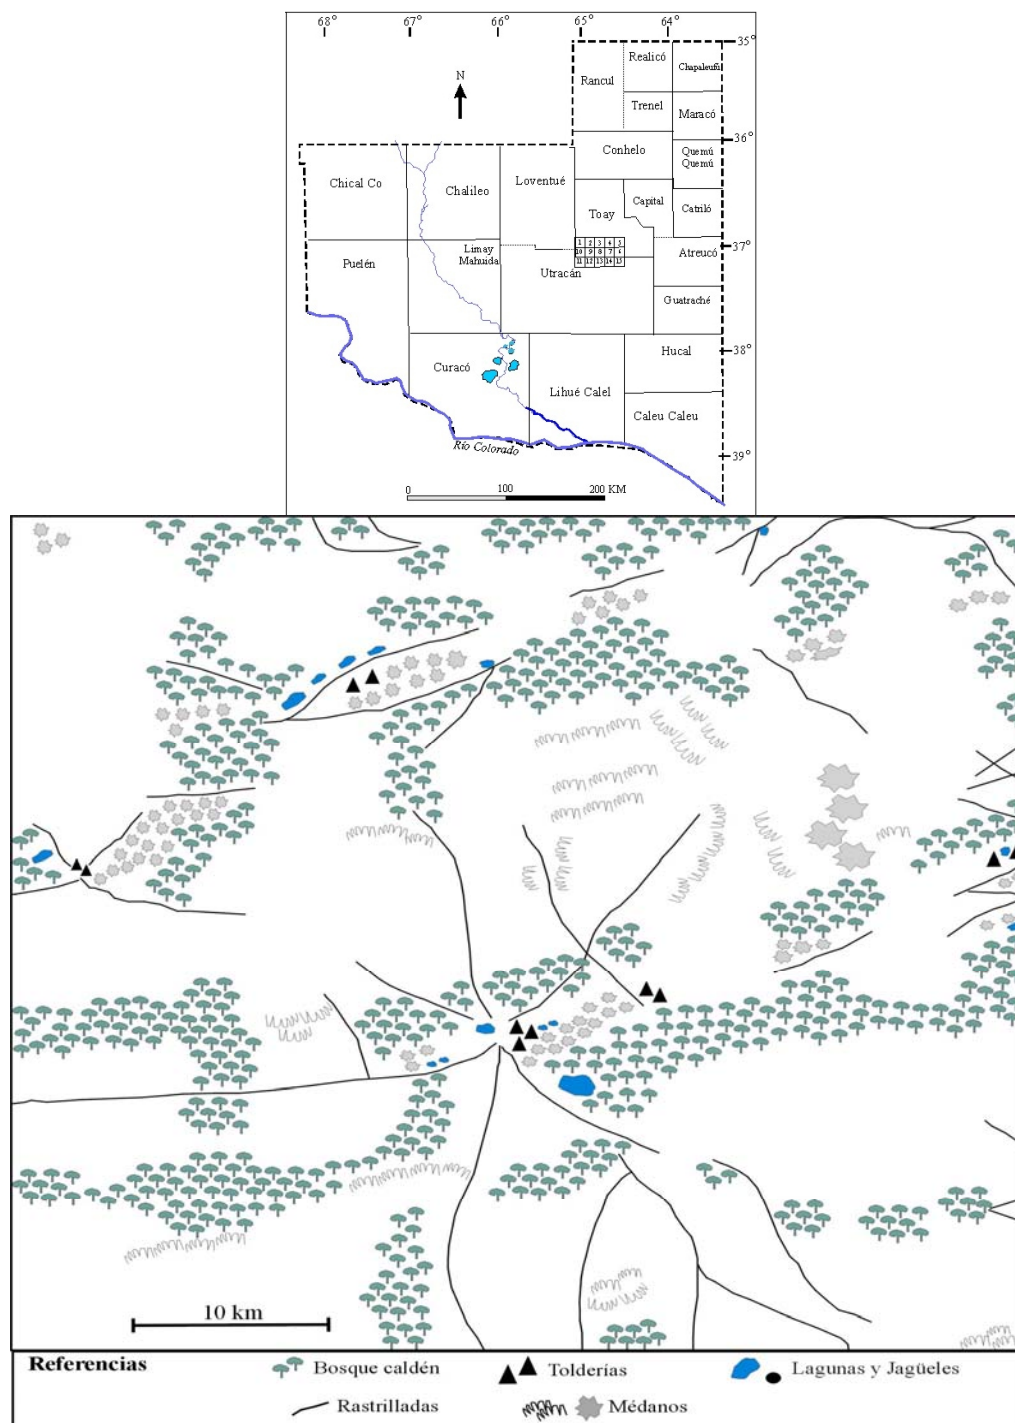 68° 67° 66° 65° 64°
35°
Realicó
Chapaleufú
Rancul
N
Trenel
Maracó
36°
Conhelo
Quemú
Quemú
Chical Co
Chalileo
Loventué
Capital
Catriló
Toay
1 2 3 4 5
Limay
Mahuida
10 9 8 7 6
37°
Atreucó
Puelén
11 12 13 14 15
Utracán
Guatraché
Hucal
38°
Curacó
Lihué Calel
Caleu Caleu
Río Colorado
39°
0 100 200 KM
10 km
Referencias
Bosque caldén
Tolderías
Lagunas y Jagüeles
Rastrilladas
Médanos